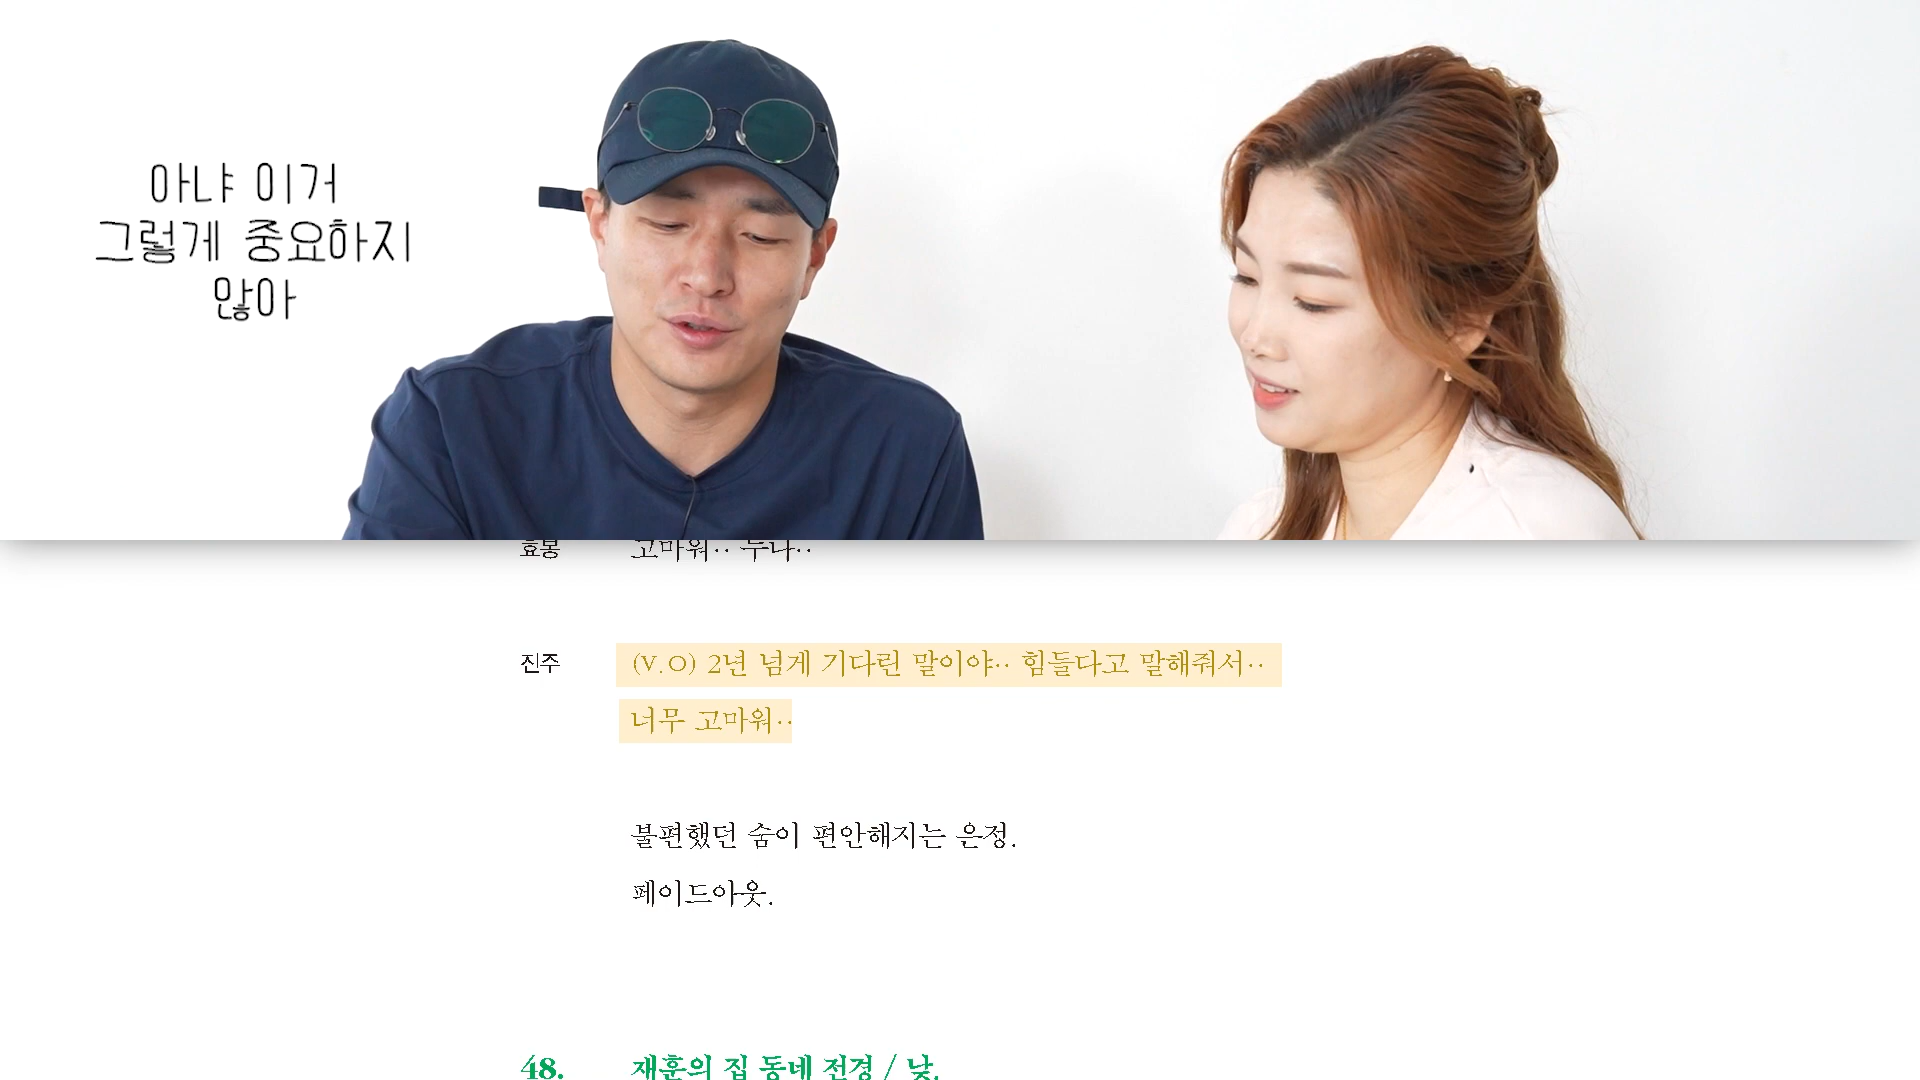 아냐 이거
그렇게 중요하지
않아
효봉 고마워·· 누나··
진주 (V.O) 2년 넘게 기다린 말이야·· 힘들다고 말해줘서··
너무 고마워··
불편했던 숨이 편안해지는 은정.
페이드아웃.
48. 재훈의 집 동네 전경 / 낮.